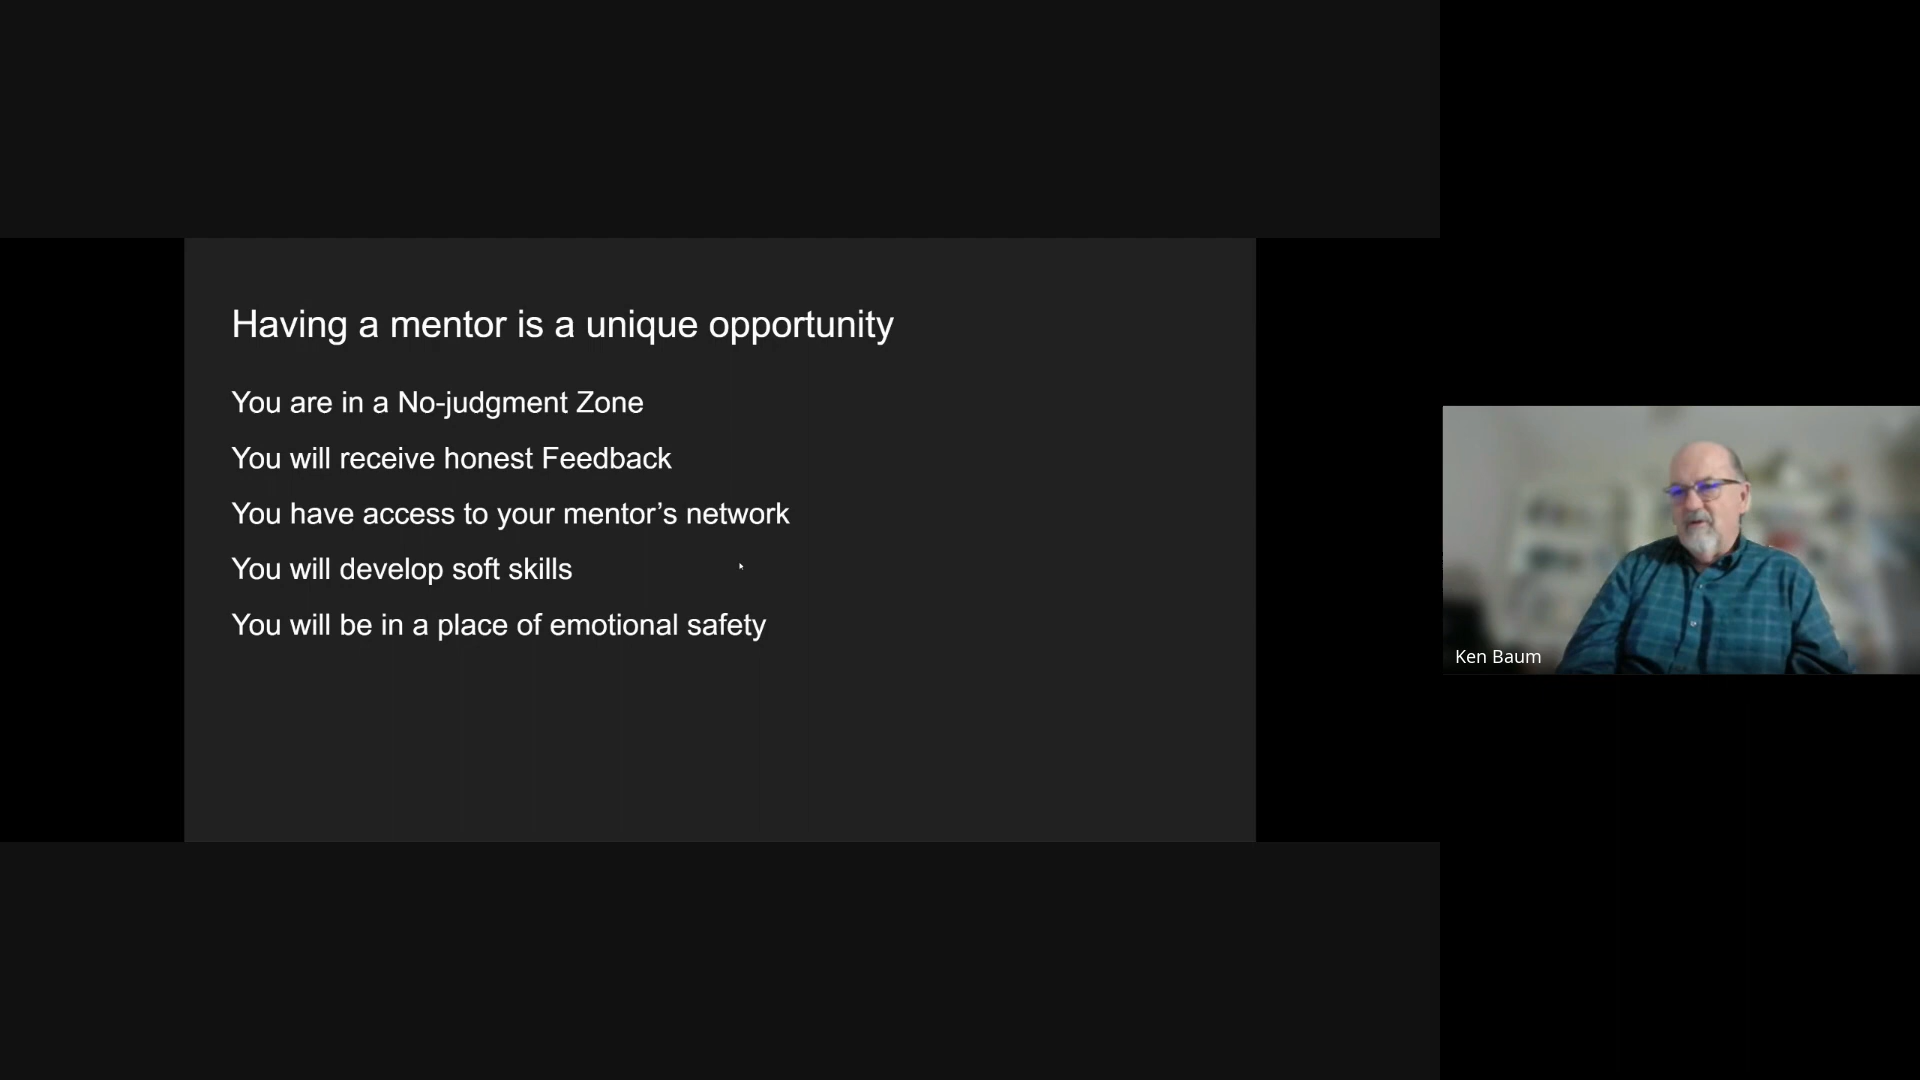 Having a mentor is a unique opportunity
You are in a No-judgment Zone
You will receive honest Feedback
You have access to your mentor’s network
You will develop soft skills
You will be in a place of emotional safety
Ken Baum